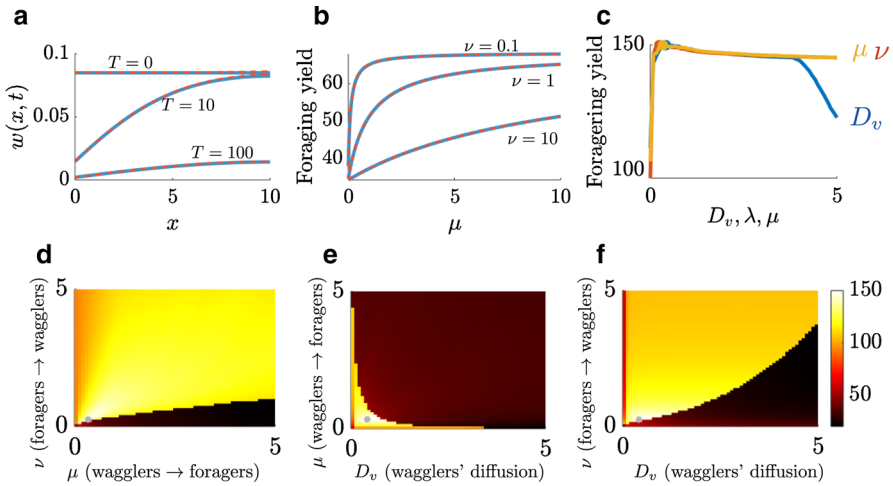 a
w(x, t)
0.1
0.05
0
T = 0
T = 10
T = 100
0
5
10
x
b
Foraging yield
60
50
40
ν = 0.1
ν = 1
ν = 10
0
5
10
μ
c
Foragering yield
150
100
μ ν
D_v
0
5
D_v, λ, μ
d
ν (foragers → wagglers)
5
0
0
5
μ (wagglers → foragers)
e
μ (wagglers → foragers)
5
0
0
5
D_v (wagglers' diffusion)
f
ν (foragers → wagglers)
5
0
0
5
D_v (wagglers' diffusion)
150
100
50